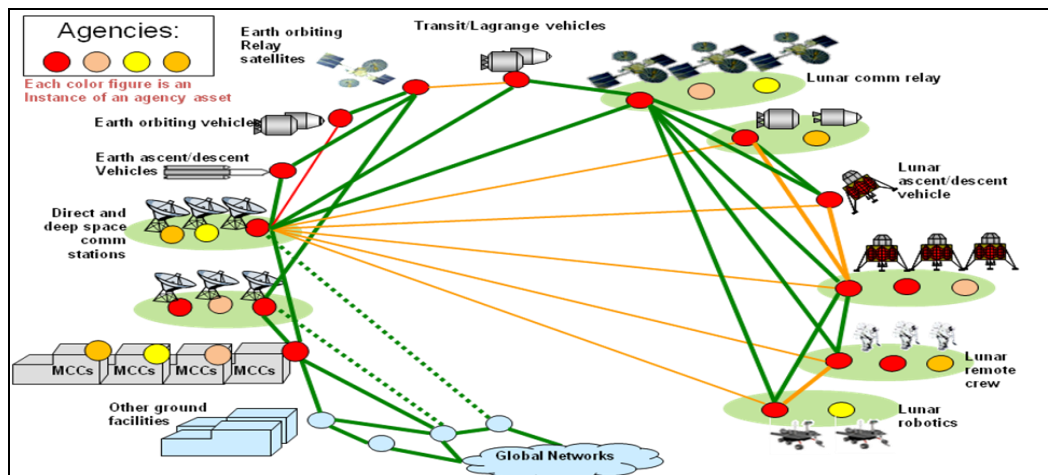 Agencies:
Each color figure is an
Instance of an agency asset
Earth orbiting
Relay
satellites
Transit/Lagrange vehicles
Lunar comm relay
Earth orbiting vehicle
Earth ascent/descent
Vehicles
Lunar
ascent/descent
vehicle
Direct and
deep space
comm
stations
MCCs
MCCs
MCCs
MCCs
Lunar
remote
crew
Other ground
facilities
Lunar
robotics
Global Networks